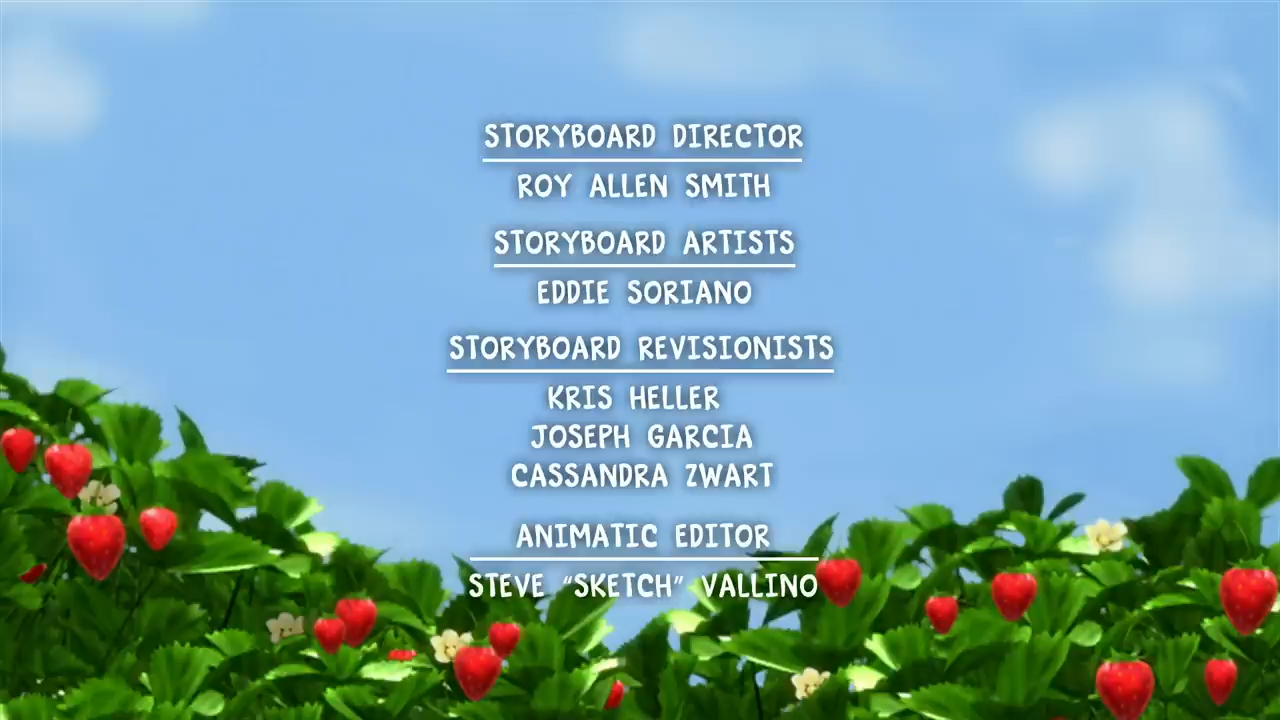 STORYBOARD DIRECTOR
ROY ALLEN SMITH
STORYBOARD ARTISTS
EDDIE SORIANO
STORYBOARD REVISIONISTS
KRIS HELLER
JOSEPH GARCIA
CASSANDRA ZWART
ANIMATIC EDITOR
STEVE “SKETCH” VALLINO